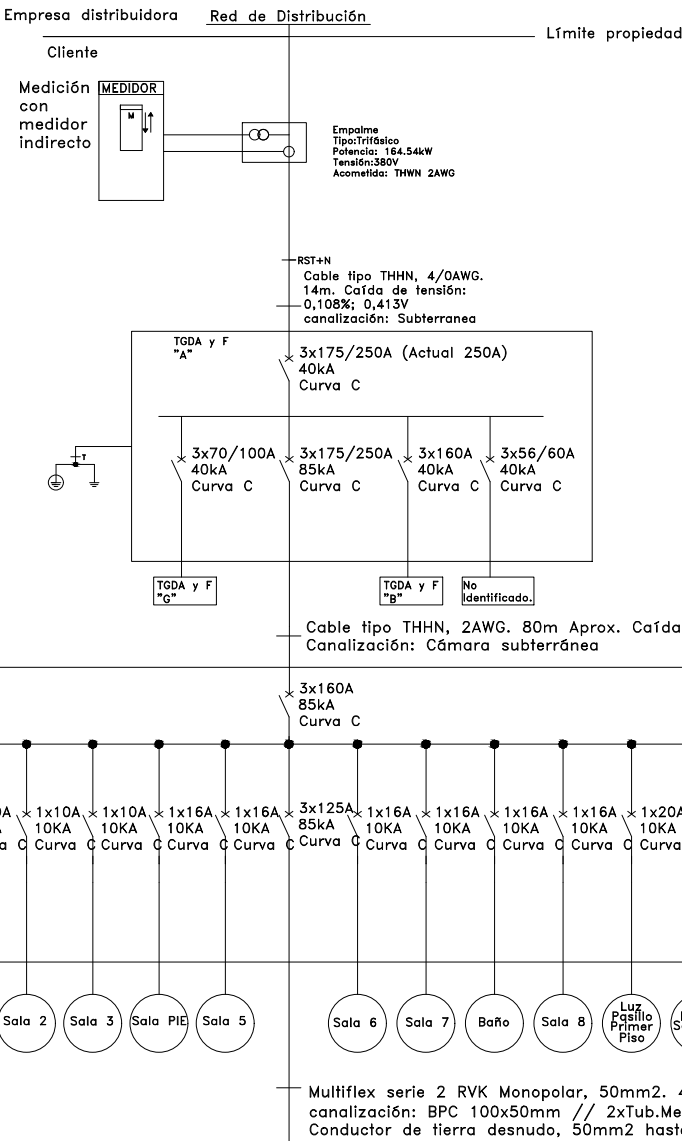 Empresa distribuidora
Red de Distribución
Límite propiedad
Cliente
Medición
con
medidor
indirecto
MEDIDOR
M
Empalme
Tipo:Trifásico
Potencia: 164.54kW
Tensión:380V
Acometida: THWN 2AWG
RST+N
Cable tipo THHN, 4/0AWG.
14m. Caída de tensión:
0,108%; 0,413V
canalización: Subterranea
TGDA y F
"A"
3x175/250A (Actual 250A)
40kA
Curva C
T
3x70/100A
40kA
Curva C
3x175/250A
85kA
Curva C
3x160A
40kA
Curva C
3x56/60A
40kA
Curva C
TGDA y F
"G"
TGDA y F
"B"
No
Identificado.
Cable tipo THHN, 2AWG. 80m Aprox. Caída
Canalización: Cámara subterránea
3x160A
85kA
Curva C
1x10A
10KA
Curva C
1x10A
10KA
Curva C
1x16A
10KA
Curva C
1x16A
10KA
Curva C
3x125A
85kA
Curva C
1x16A
10KA
Curva C
1x16A
10KA
Curva C
1x16A
10KA
Curva C
1x16A
10KA
Curva C
1x20A
10KA
Curva
Sala 2
Sala 3
Sala PIE
Sala 5
Sala 6
Sala 7
Baño
Sala 8
Luz
Pasillo
Primer
Piso
Multiflex serie 2 RVK Monopolar, 50mm2.
canalización: BPC 100x50mm // 2xTub.Me
Conductor de tierra desnudo, 50mm2 hast